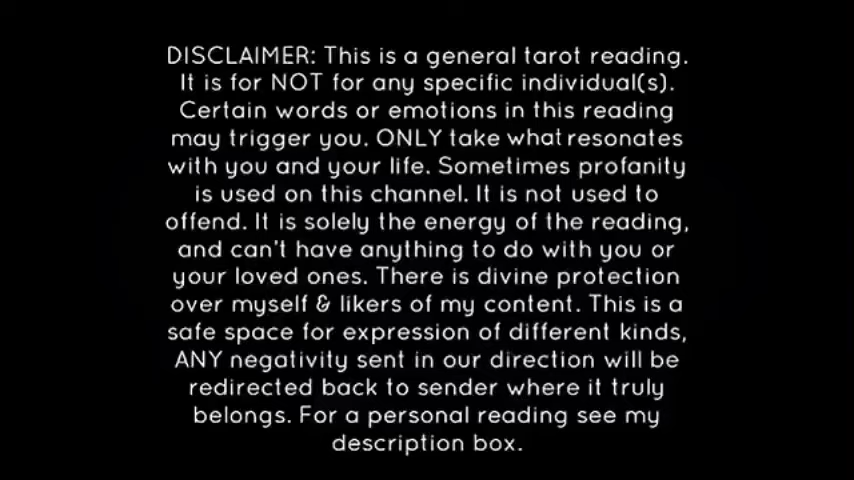 DISCLAIMER: This is a general tarot reading.
It is for NOT for any specific individual(s).
Certain words or emotions in this reading
may trigger you. ONLY take what resonates
with you and your life. Sometimes profanity
is used on this channel. It is not used to
offend. It is solely the energy of the reading,
and can't have anything to do with you or
your loved ones. There is divine protection
over myself & likers of my content. This is a
safe space for expression of different kinds,
ANY negativity sent in our direction will be
redirected back to sender where it truly
belongs. For a personal reading see my
description box.